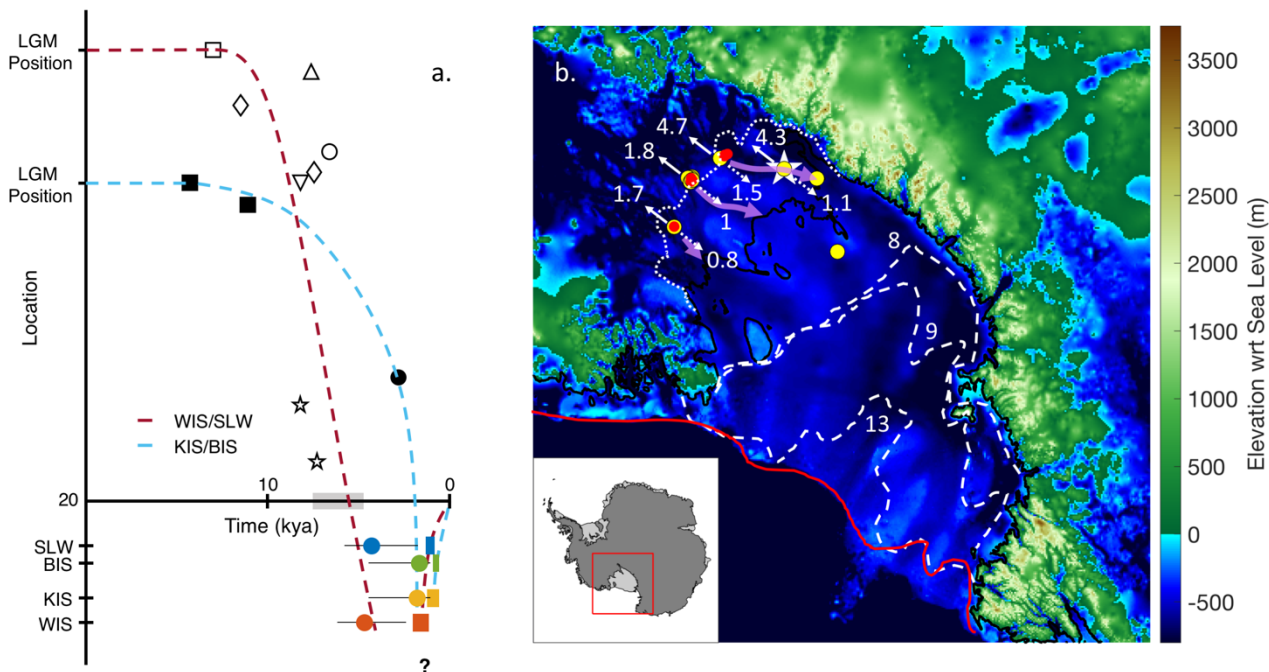 LGM
Position
a.
LGM
Position
Location
WIS/SLW
KIS/BIS
20
10
0
Time (kya)
SLW
BIS
KIS
WIS
?
b.
4.7
4.3
1.8
1.5
1.7
1
1.1
0.8
8
9
13
3500
3000
2500
2000
1500
1000
500
0
-500
Elevation wrt Sea Level (m)